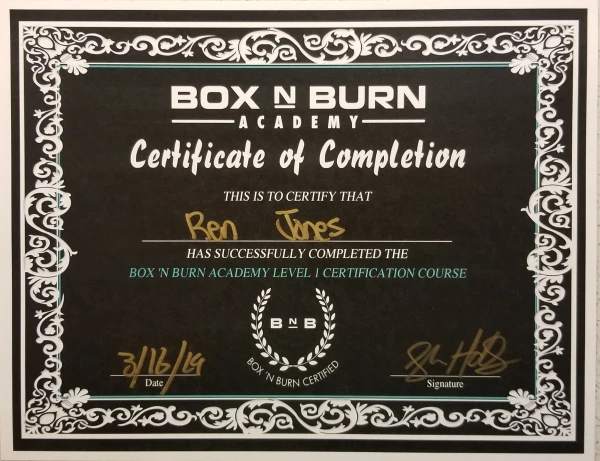 BOX N BURN
ACADEMY
Certificate of Completion
THIS IS TO CERTIFY THAT
Ren Jones
HAS SUCCESSFULLY COMPLETED THE
BOX 'N BURN ACADEMY LEVEL 1 CERTIFICATION COURSE
B N B
BOX 'N BURN CERTIFIED
3/16/19
Date
Signature